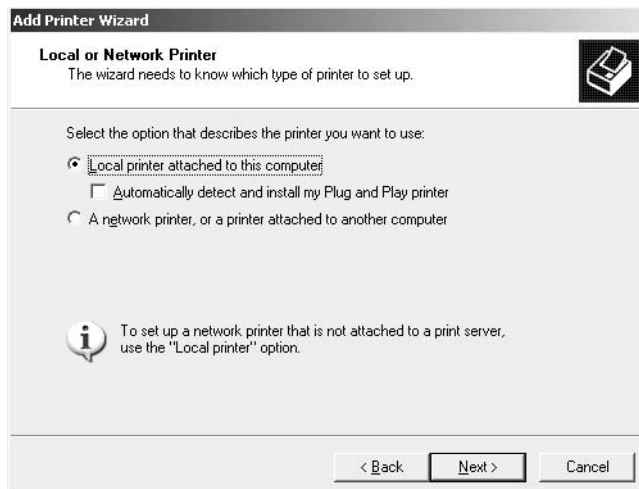 Add Printer Wizard
Local or Network Printer
The wizard needs to know which type of printer to set up.
Select the option that describes the printer you want to use:
Local printer attached to this computer
Automatically detect and install my Plug and Play printer
A network printer, or a printer attached to another computer
To set up a network printer that is not attached to a print server,
use the "Local printer" option.
< Back Next > Cancel